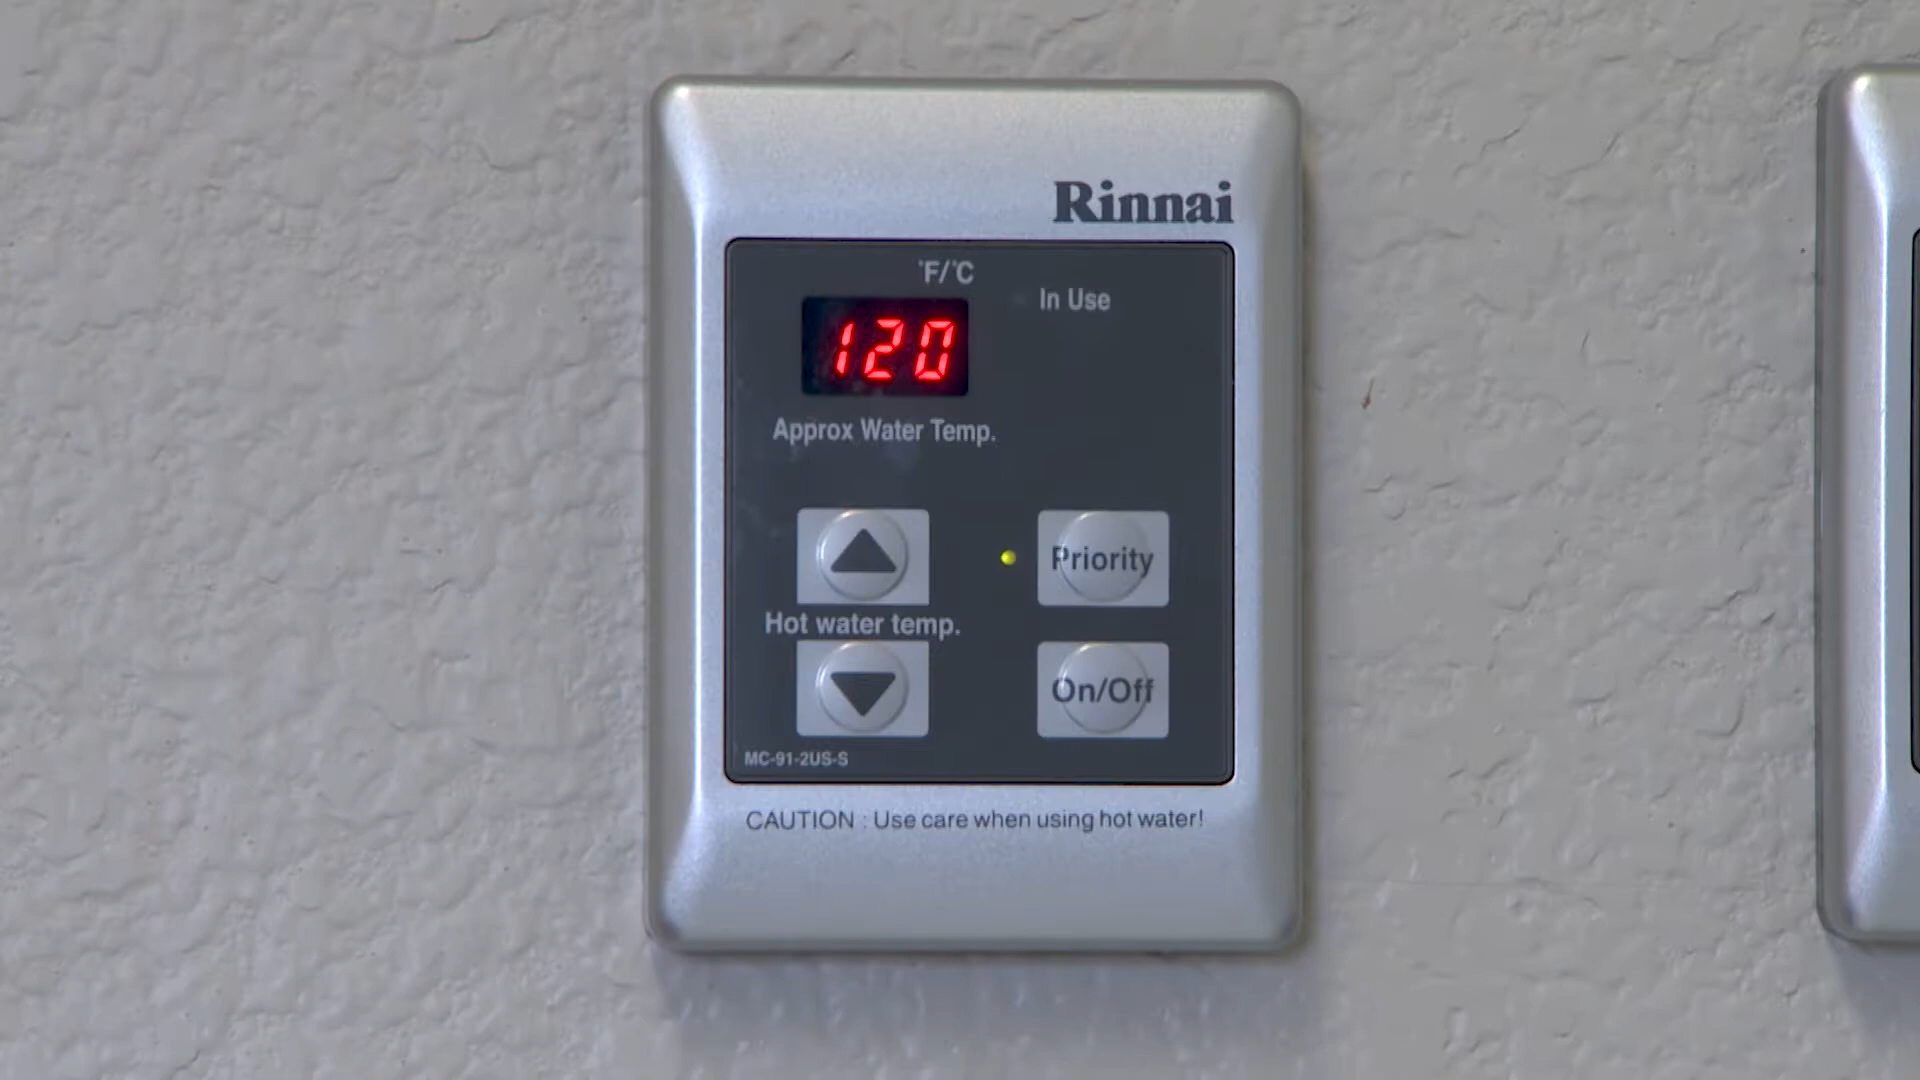 Rinnai
°F/°C
In Use
120
Approx Water Temp.
Priority
Hot water temp.
On/Off
MC-91-2US-S
CAUTION : Use care when using hot water!